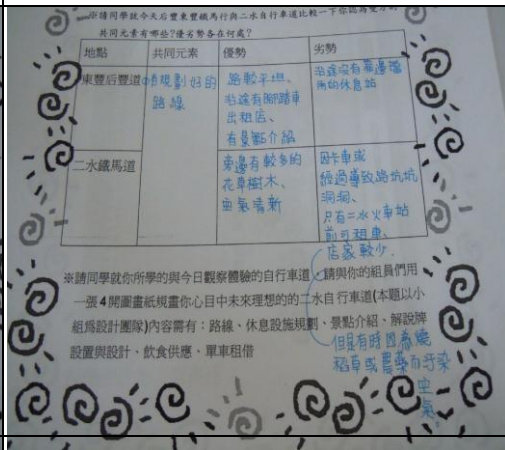 ※請同學就今天后豐東豐鐵馬行與二水自行車道比較一下你認為雙方的
共同元素有哪些?優劣勢各在何處?
地點 共同元素 優勢 劣勢
東豐后豐道
有規劃好的
路線
路較平坦、
沿途有腳踏車
出租店、
有景點介紹
沿途沒有
的休息站
二水鐵馬道
旁邊有較多的
花草樹木、
空氣清新
因卡車或
經過導致路坑坑
洞洞、
只有二水火車站
前可租車、
店家較少.
※請同學就你所學的與今日觀察體驗的自行車道,請與你的組員們用
一張4開圖畫紙規畫你心目中未來理想的的二水自行車道(本題以小
組為設計團隊)內容需有:路線、休息設施規劃、景點介紹、解說牌
設置與設計、飲食供應、單車租借
但是有時因為燒
稻草或農藥而汙染
空
氣。